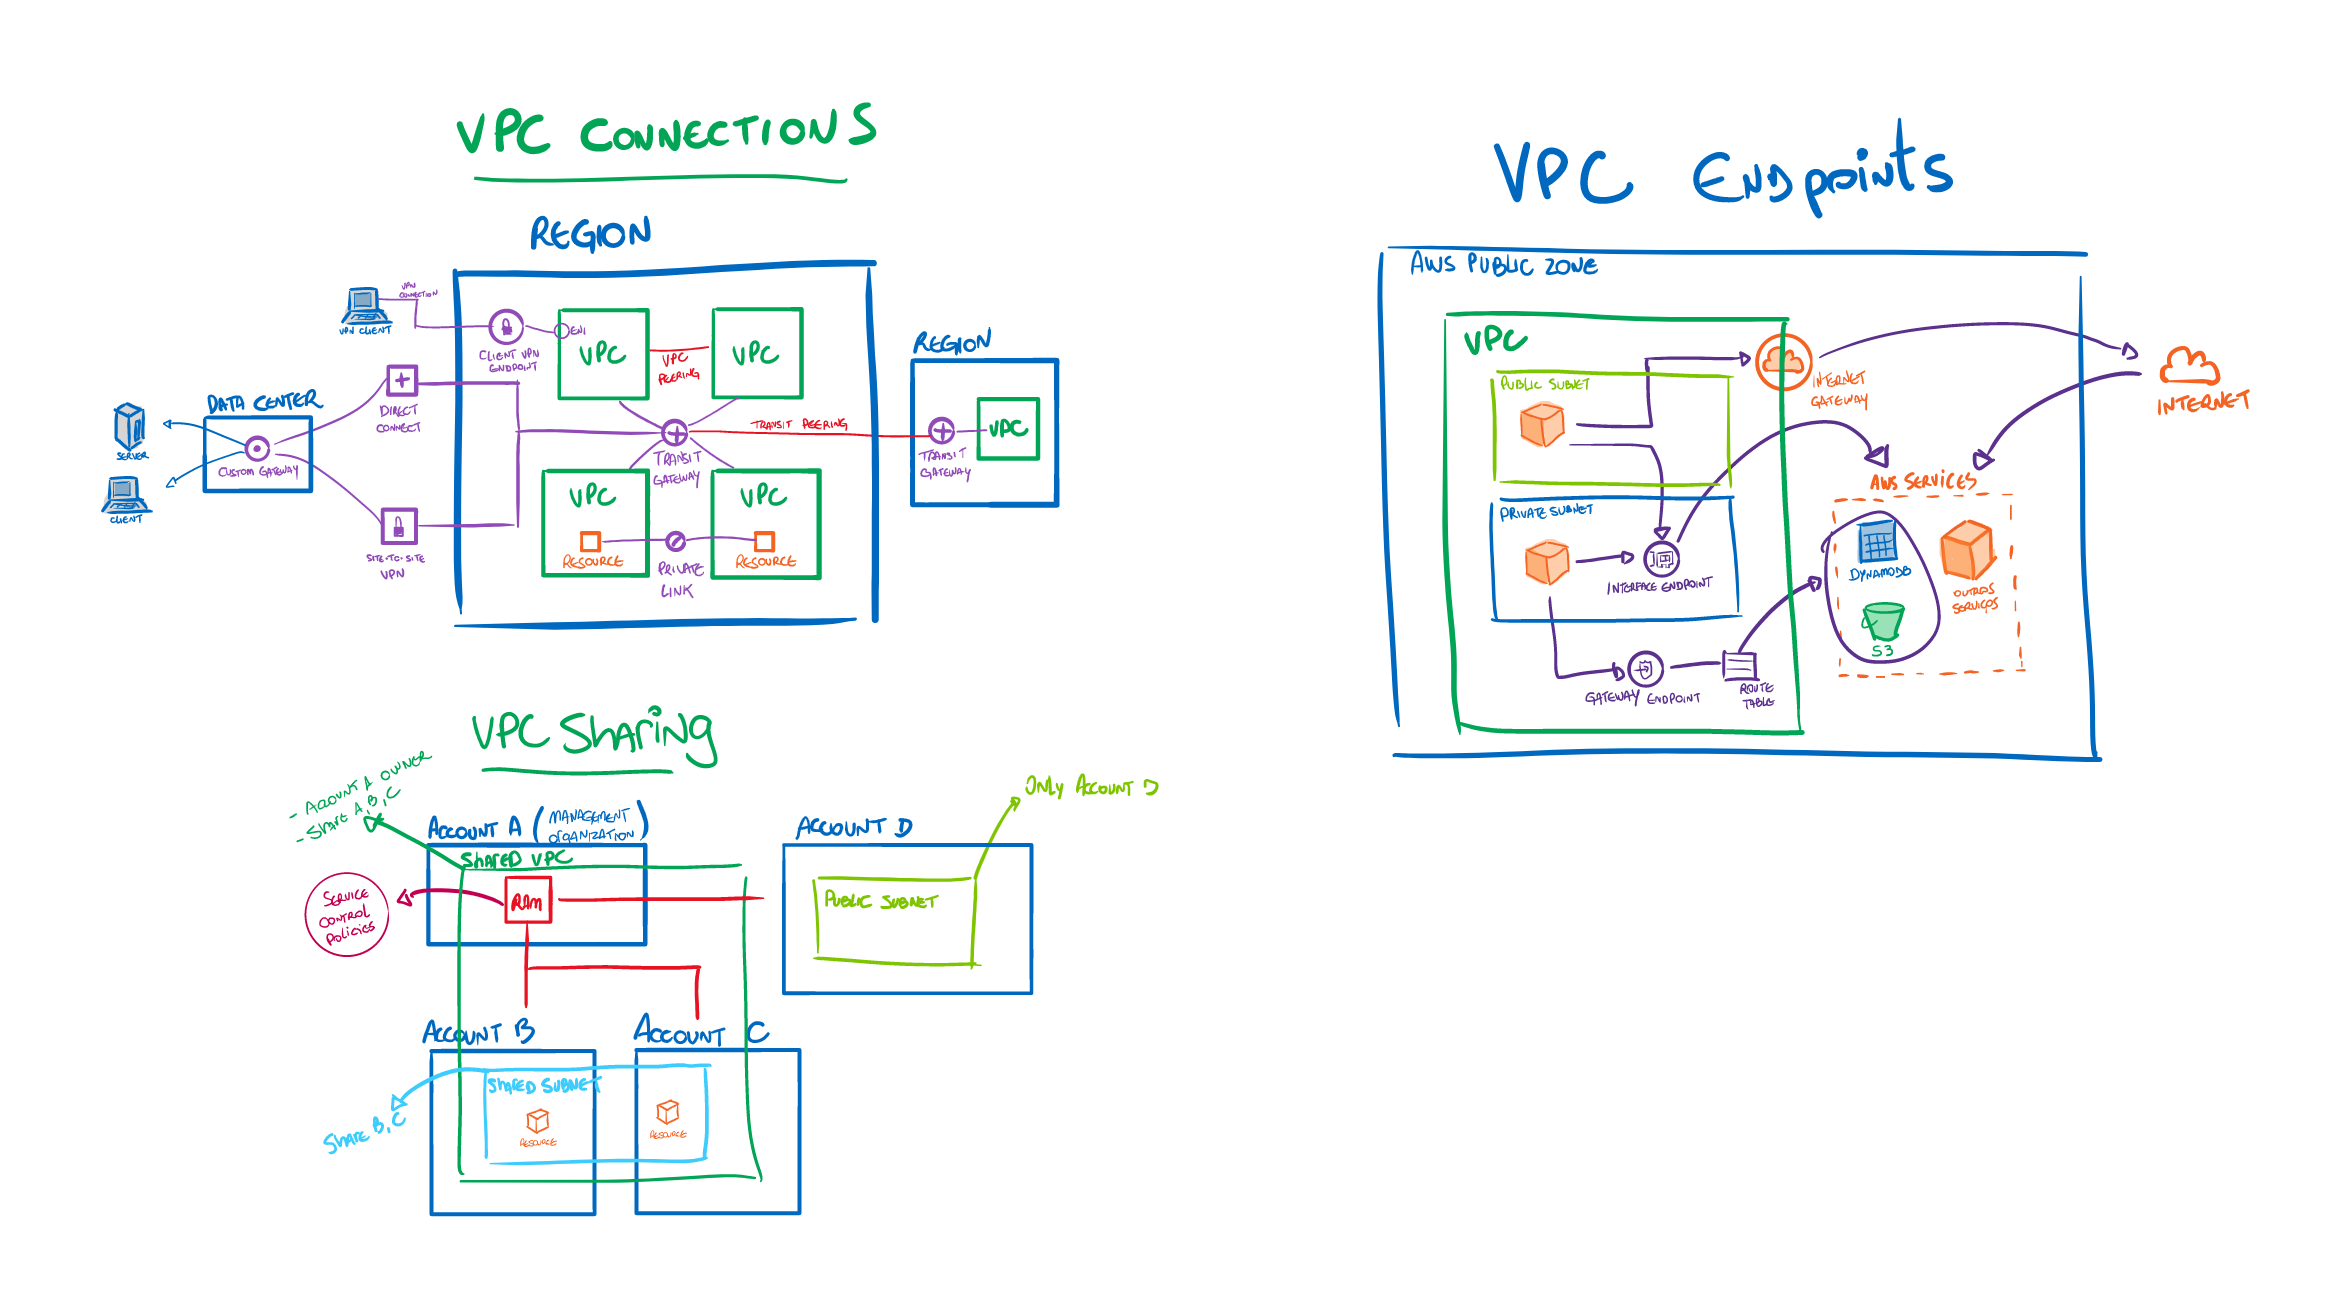 VPC CONNECTIONS
REGION
VPN
CONNECTION
VPN CLIENT
CLIENT VPN
ENDPOINT
ENI
VPC
VPC
PEERING
VPC
DATA CENTER
CUSTOM GATEWAY
SERVER
CLIENT
DIRECT
CONNECT
SITE-TO-SITE
VPN
TRANSIT
GATEWAY
TRANSIT PEERING
REGION
TRANSIT
GATEWAY
VPC
VPC
RESOURCE
PRIVATE
LINK
VPC
RESOURCE
VPC SHARING
- ACCOUNT A OWNER
- SHARE A, B, C
ACCOUNT A (MANAGEMENT
ORGANIZATION)
SHARED VPC
RAM
SERVICE
CONTROL
POLICIES
ACCOUNT D
PUBLIC SUBNET
ONLY ACCOUNT D
ACCOUNT B
ACCOUNT C
SHARED SUBNET
RESOURCE
RESOURCE
SHARE B, C
VPC ENDPOINTS
AWS PUBLIC ZONE
VPC
PUBLIC SUBNET
INTERNET
GATEWAY
INTERNET
PRIVATE SUBNET
INTERFACE ENDPOINT
GATEWAY ENDPOINT
ROUTE
TABLE
AWS SERVICES
DYNAMODB
S3
OUTROS
SERVIÇOS